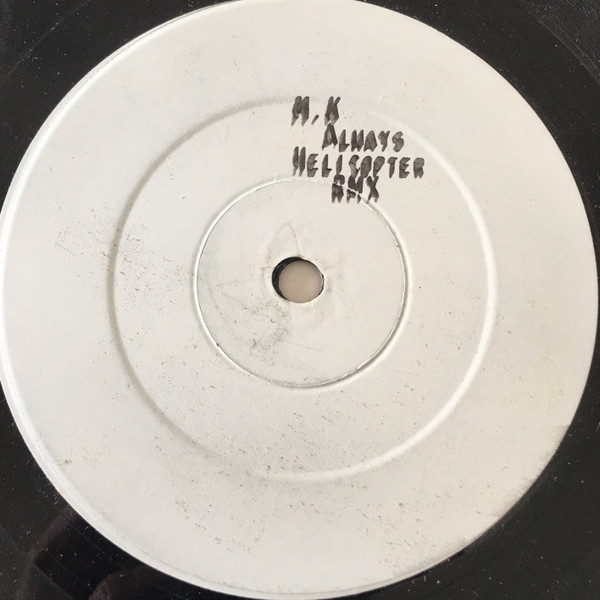 M.K
ALWAYS
HELICOPTER
RMX